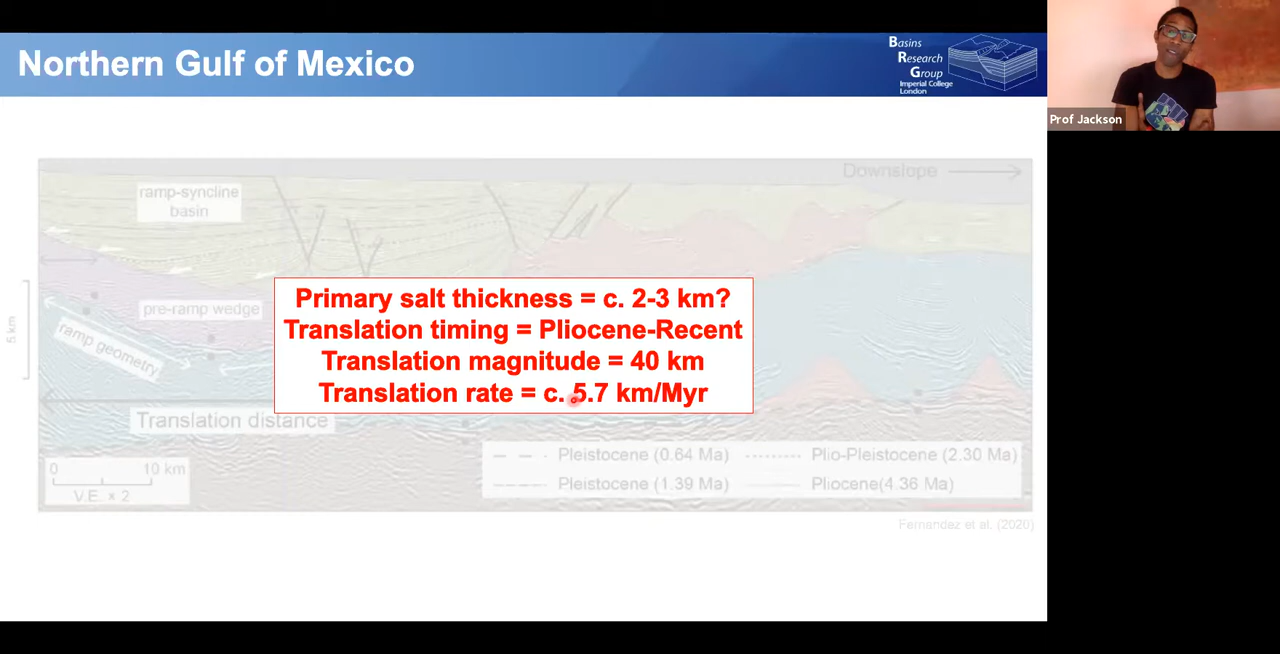 Northern Gulf of Mexico
Basins
Research
Group
Imperial College
London
Prof Jackson
Downslope
ramp-syncline
basin
Primary salt thickness = c. 2-3 km?
Translation timing = Pliocene-Recent
Translation magnitude = 40 km
Translation rate = c. 5.7 km/Myr
pre-ramp wedge
5 km
ramp geometry
Translation distance
0 10 km
V.E. x 2
Pleistocene (0.64 Ma)
Plio-Pleistocene (2.30 Ma)
Pleistocene (1.39 Ma)
Pliocene(4.36 Ma)
Fernandez et al. (2020)